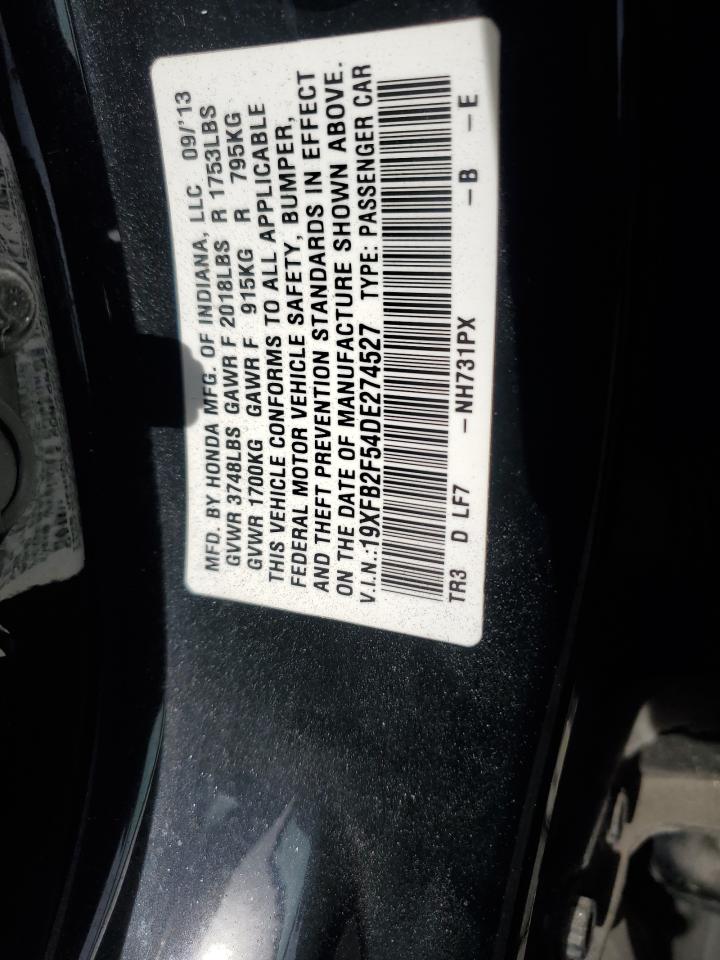 MFD. BY HONDA MFG. OF INDIANA, LLC 09/'13
GVWR 3748LBS GAWR F 2018LBS R 1753LBS
GVWR 1700KG GAWR F 915KG R 795KG
THIS VEHICLE CONFORMS TO ALL APPLICABLE
FEDERAL MOTOR VEHICLE SAFETY, BUMPER,
AND THEFT PREVENTION STANDARDS IN EFFECT
ON THE DATE OF MANUFACTURE SHOWN ABOVE.
V.I.N.:19XFB2F54DE274527 TYPE: PASSENGER CAR
TR3 D LF7 -NH731PX -B -E